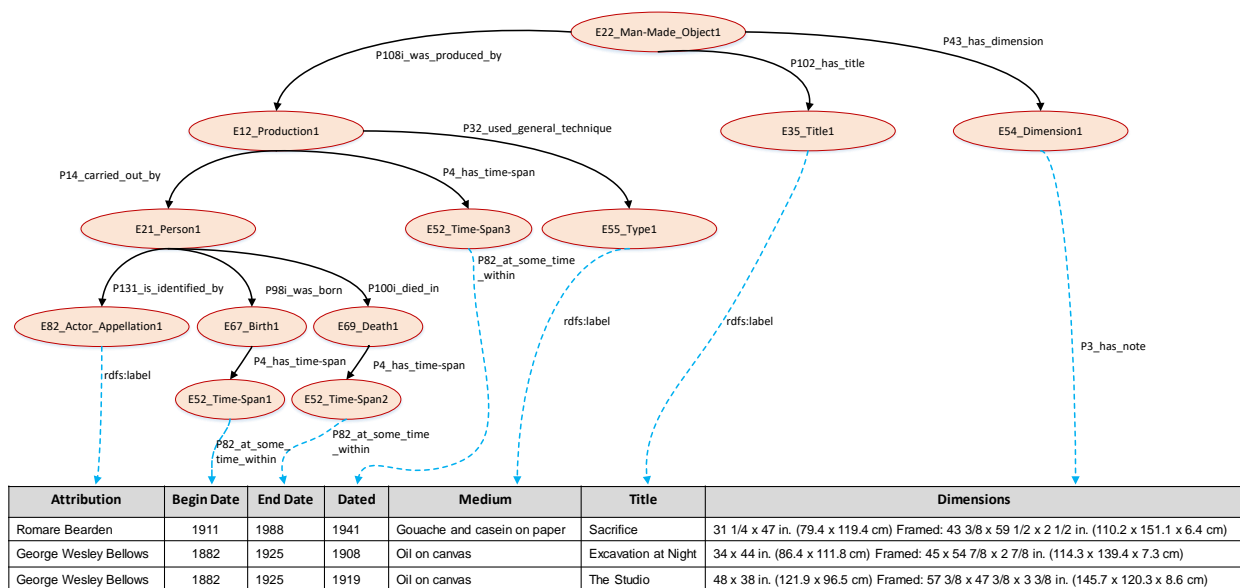 E22_Man-Made_Object1
P108i_was_produced_by
P43_has_dimension
P102_has_title
E12_Production1
P32_used_general_technique
E35_Title1
E54_Dimension1
P14_carried_out_by
P4_has_time-span
E21_Person1
E52_Time-Span3
E55_Type1
P82_at_some_time
_within
P131_is_identified_by
P98i_was_born
P100i_died_in
E82_Actor_Appellation1
E67_Birth1
E69_Death1
rdfs:label
rdfs:label
P3_has_note
P4_has_time-span
P4_has_time-span
rdfs:label
E52_Time-Span1
E52_Time-Span2
P82_at_some_
time_within
P82_at_some_time
_within
Attribution Begin Date End Date Dated Medium Title Dimensions
Romare Bearden 1911 1988 1941 Gouache and casein on paper Sacrifice 31 1/4 x 47 in. (79.4 x 119.4 cm) Framed: 43 3/8 x 59 1/2 x 2 1/2 in. (110.2 x 151.1 x 6.4 cm)
George Wesley Bellows 1882 1925 1908 Oil on canvas Excavation at Night 34 x 44 in. (86.4 x 111.8 cm) Framed: 45 x 54 7/8 x 2 7/8 in. (114.3 x 139.4 x 7.3 cm)
George Wesley Bellows 1882 1925 1919 Oil on canvas The Studio 48 x 38 in. (121.9 x 96.5 cm) Framed: 57 3/8 x 47 3/8 x 3 3/8 in. (145.7 x 120.3 x 8.6 cm)